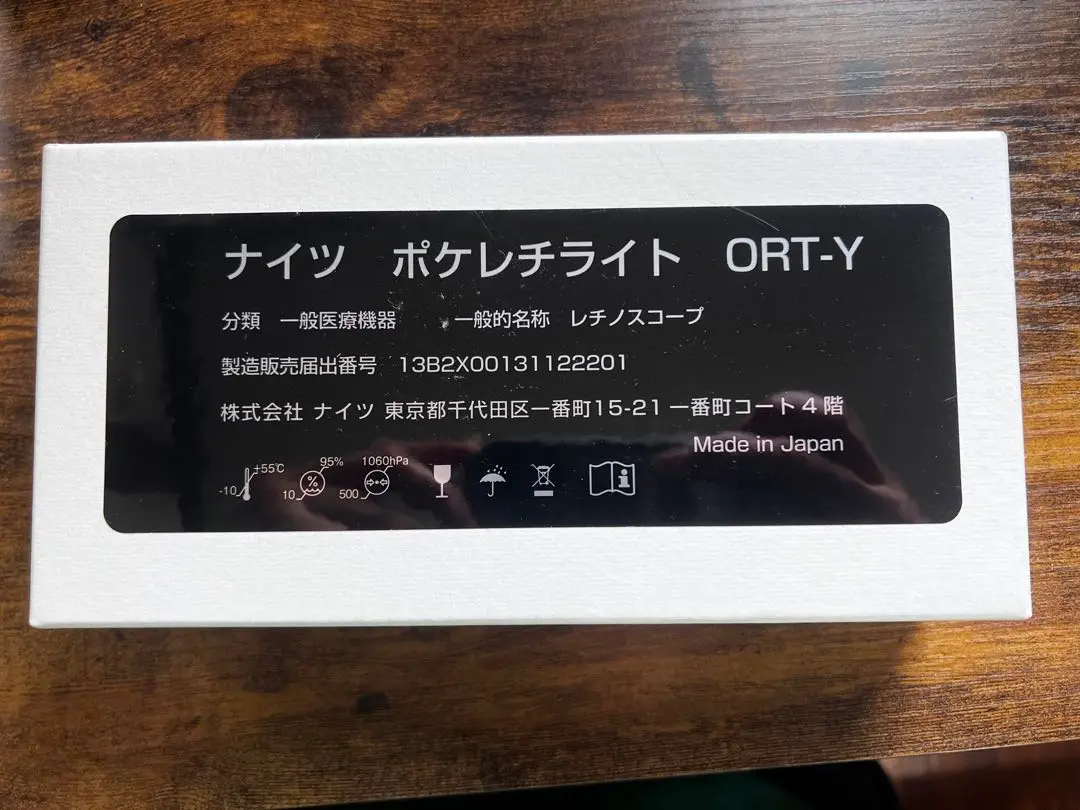 ナイツ ポケレチライト ORT-Y
分類 一般医療機器 一般的名称 レチノスコープ
製造販売届出番号 13B2X00131122201
株式会社 ナイツ 東京都千代田区一番町15-21 一番町コート4階
Made in Japan
-10 +55℃ 10 % 95% 500 1060hPa